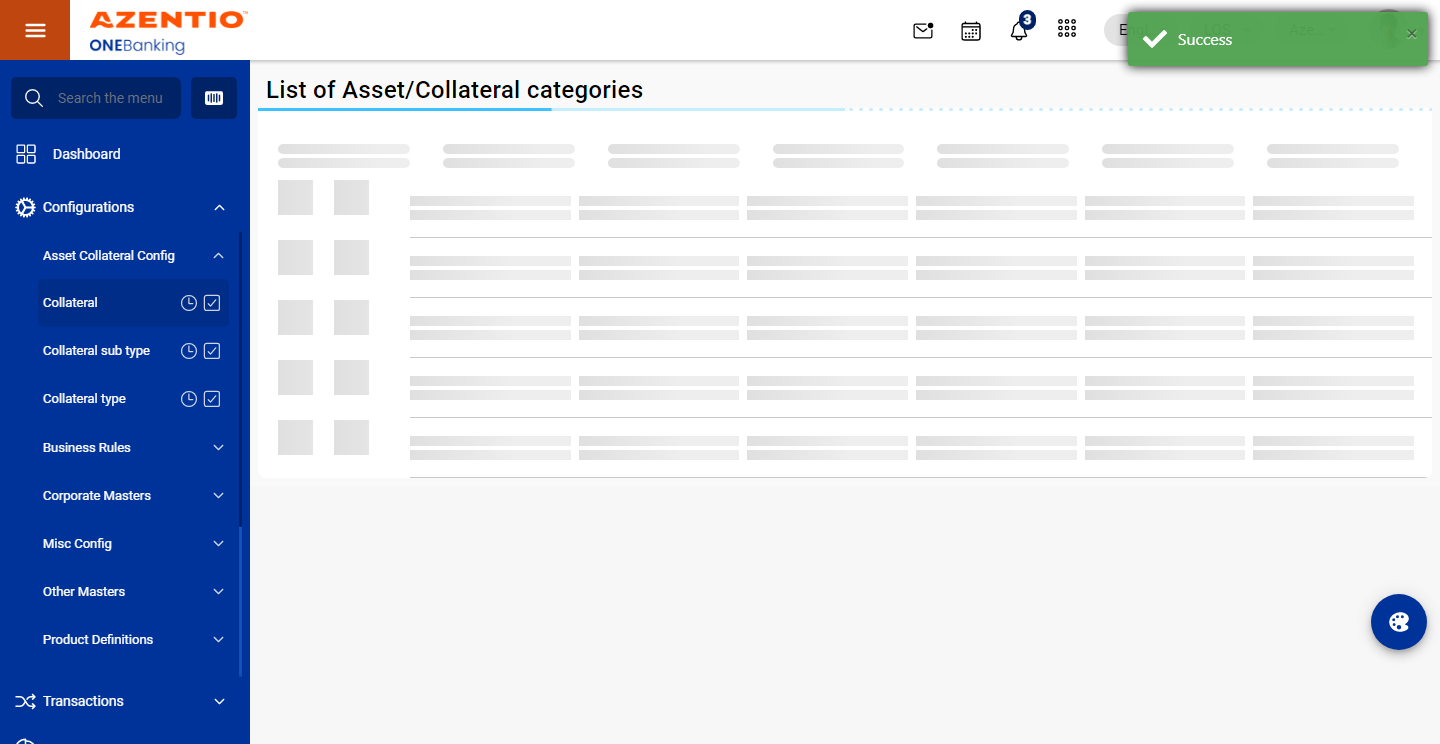 AZENTIO™
ONEBanking
3
Success
×
Search the menu
List of Asset/Collateral categories
Dashboard
Configurations
Asset Collateral Config
Collateral
Collateral sub type
Collateral type
Business Rules
Corporate Masters
Misc Config
Other Masters
Product Definitions
Transactions